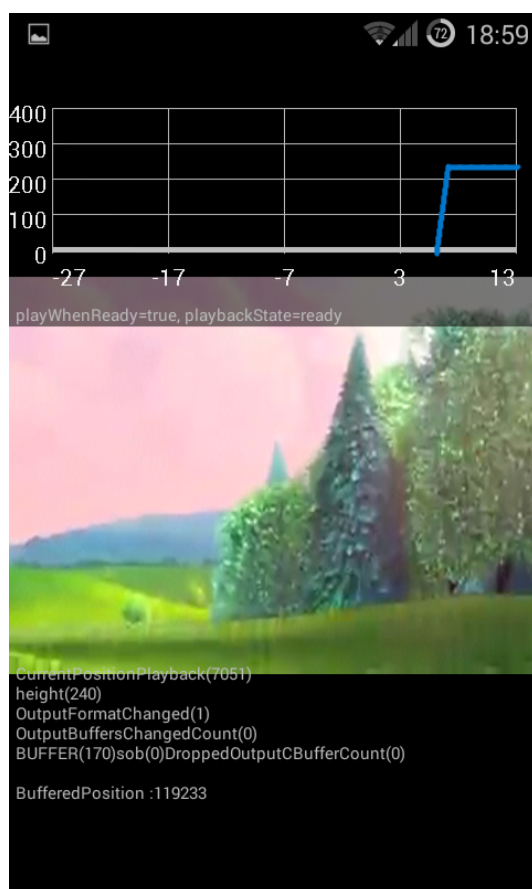 72 18:59
400
300
200
100
0
-27 -17 -7 3 13
playWhenReady=true, playbackState=ready
CurrentPositionPlayback(7051)
height(240)
OutputFormatChanged(1)
OutputBuffersChangedCount(0)
BUFFER(170)sob(0)DroppedOutputCBufferCount(0)
BufferedPosition :119233